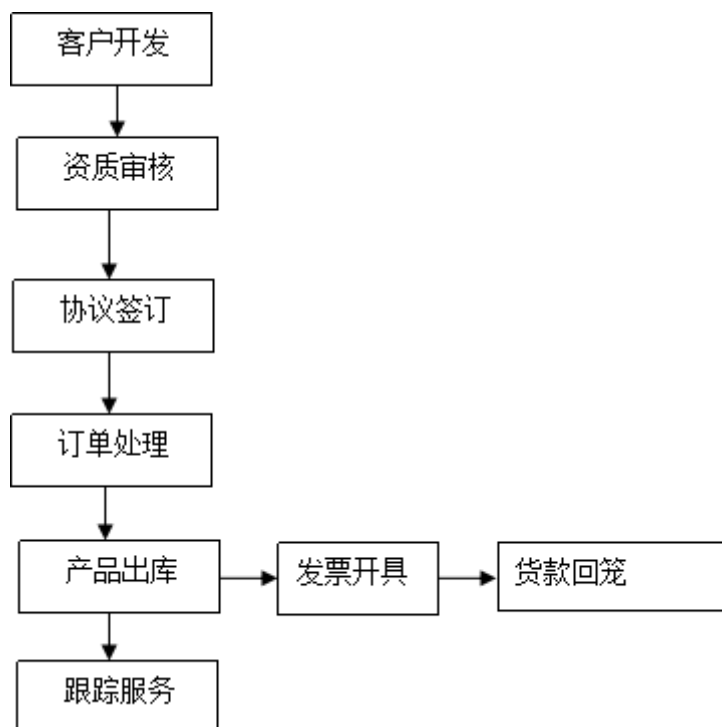 客户开发
资质审核
协议签订
订单处理
产品出库
发票开具
货款回笼
跟踪服务